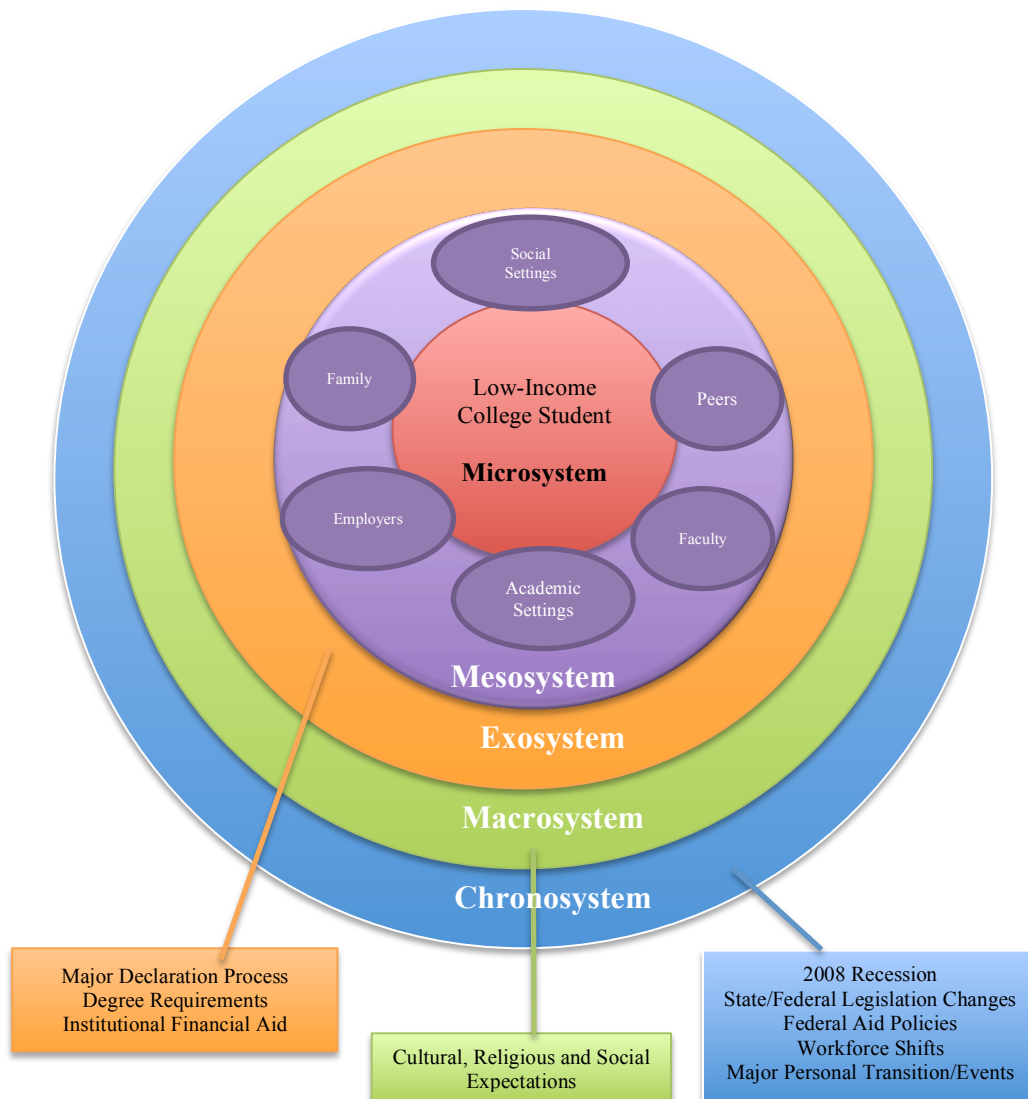 Social
Settings
Family
Low-Income
College Student
Microsystem
Peers
Employers
Faculty
Academic
Settings
Mesosystem
Exosystem
Macrosystem
Chronosystem
Major Declaration Process
Degree Requirements
Institutional Financial Aid
Cultural, Religious and Social
Expectations
2008 Recession
State/Federal Legislation Changes
Federal Aid Policies
Workforce Shifts
Major Personal Transition/Events